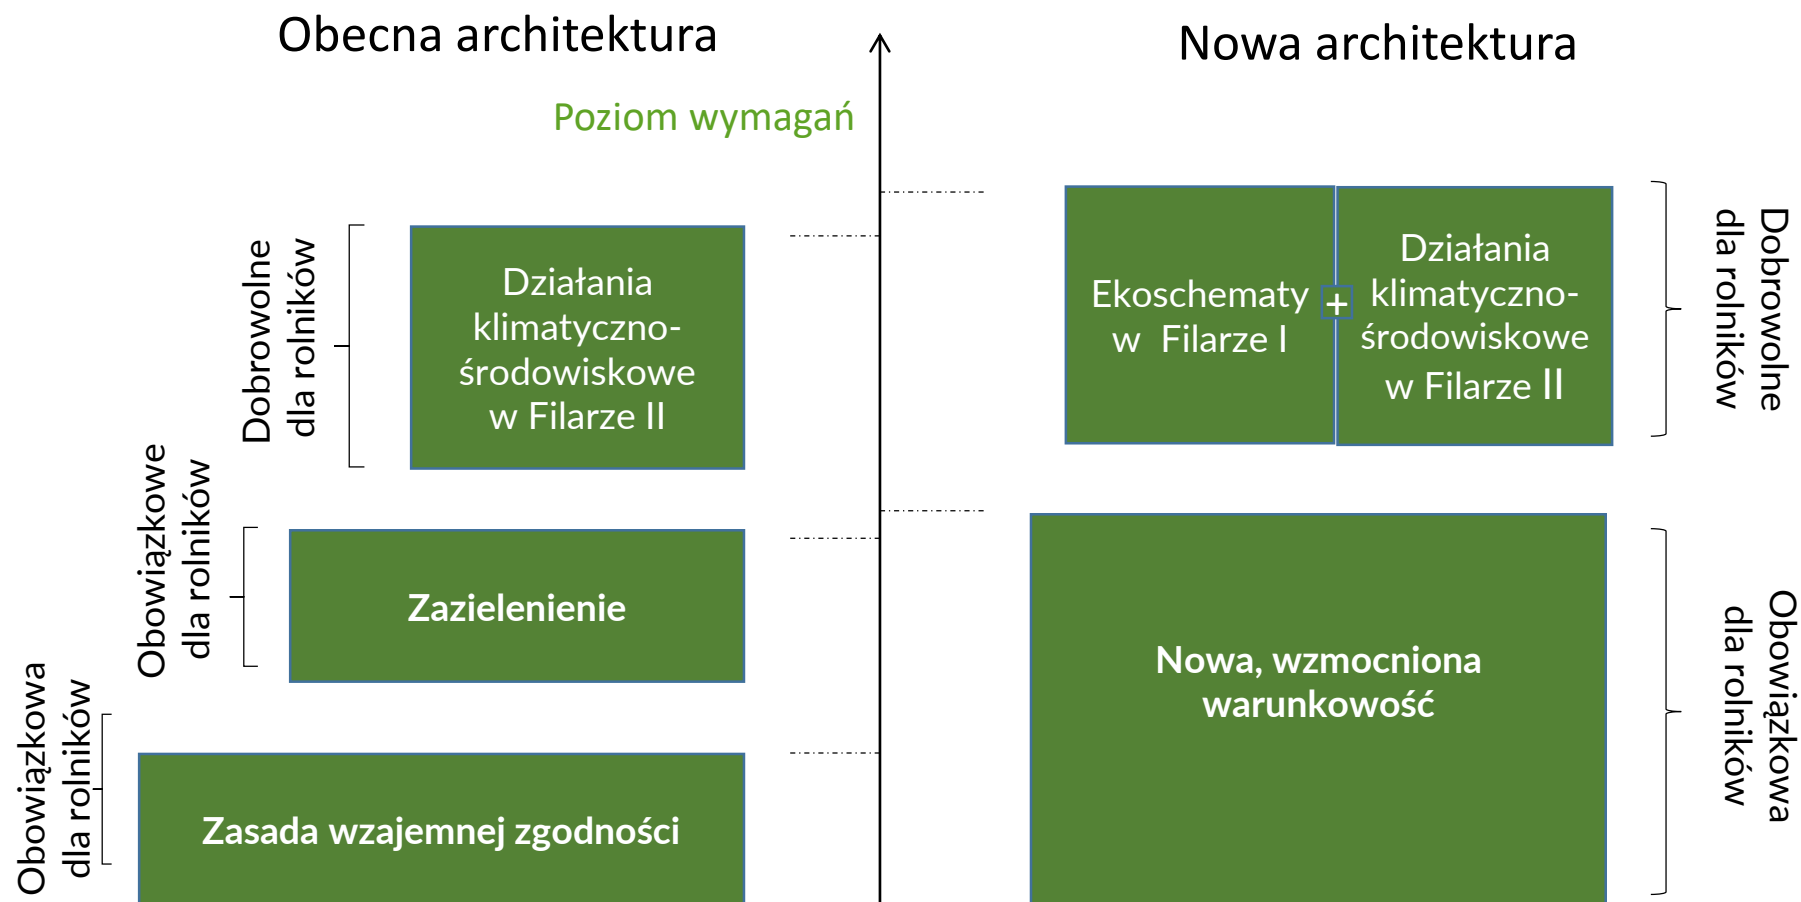 Obecna architektura
Nowa architektura
Poziom wymagań
Dobrowolne
dla rolników
Działania
klimatyczno-
środowiskowe
w Filarze II
Obowiązkowe
dla rolników
Zazielenienie
Obowiązkowa
dla rolników
Zasada wzajemnej zgodności
Ekoschematy
w Filarze I
+
Działania
klimatyczno-
środowiskowe
w Filarze II
Dobrowolne
dla rolników
Nowa, wzmocniona
warunkowość
Obowiązkowa
dla rolników